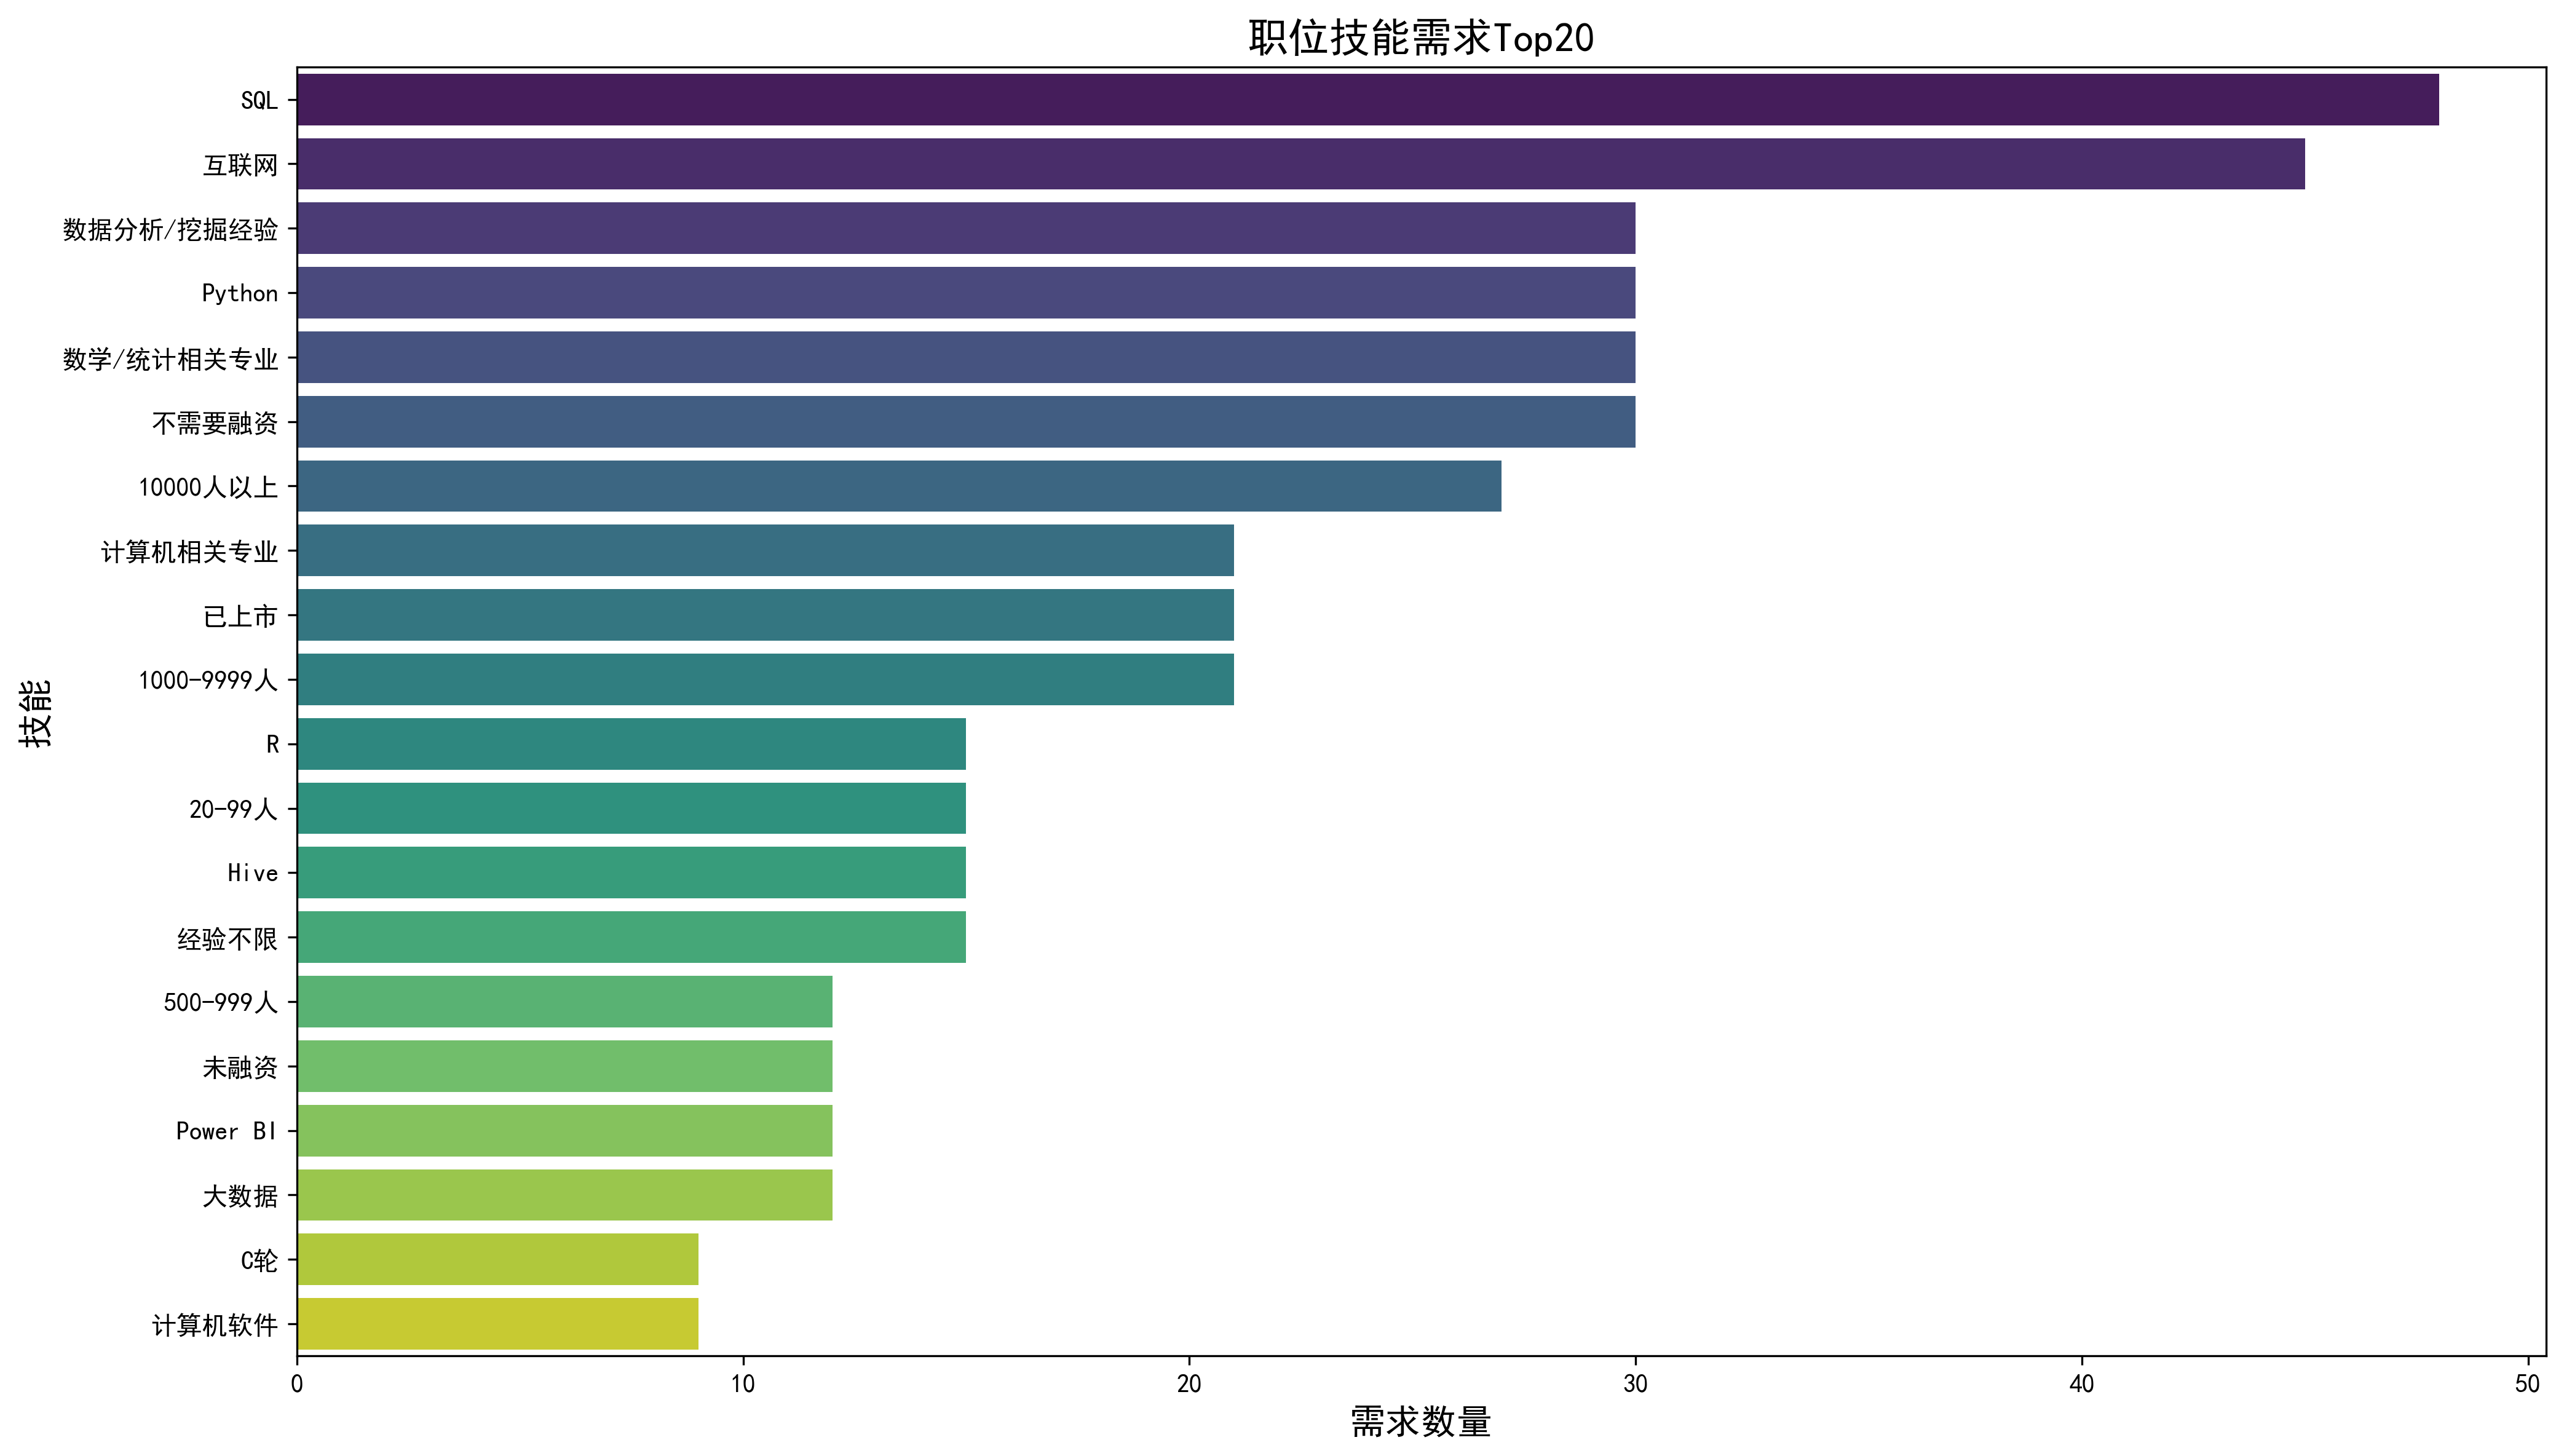 职位技能需求Top20
SQL
互联网
数据分析/挖掘经验
Python
数学/统计相关专业
不需要融资
10000人以上
计算机相关专业
已上市
1000-9999人
R
20-99人
Hive
经验不限
500-999人
未融资
Power BI
大数据
C轮
计算机软件
技能
0 10 20 30 40 50
需求数量